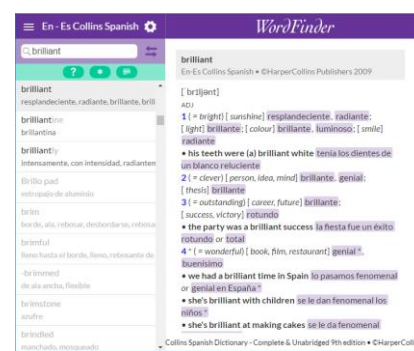 En - Es Collins Spanish
WordFinder
brilliant
brilliant
resplandeciente, radiante, brillante, brill
brilliantine
brillantina
brilliantly
intensamente, con intensidad, radianten
Brillo pad
estropajo de aluminio
brim
borde, ala, rebosar, desbordarse, rebosa
brimful
lleno hasta el borde, lleno, rebosante de
-brimmed
de ala ancha, flexible
brimstone
azufre
brindled
manchado, mosqueado
brilliant
En-Es Collins Spanish • ©HarperCollins Publishers 2009
[ˈbrɪljənt]
ADJ
1 ( = bright) [ sunshine] resplandeciente, radiante;
[ light] brillante; [ colour] brillante, luminoso; [ smile]
radiante
• his teeth were (a) brilliant white tenía los dientes de
un blanco reluciente
2 ( = clever) [ person, idea, mind] brillante, genial;
[ thesis] brillante
3 ( = outstanding) [ career, future] brillante;
[ success, victory] rotundo
• the party was a brilliant success la fiesta fue un éxito
rotundo or total
4 * ( = wonderful) [ book, film, restaurant] genial *,
buenísimo
• we had a brilliant time in Spain lo pasamos fenomenal
or genial en España *
• she's brilliant with children se le dan fenomenal los
niños *
• she's brilliant at making cakes se le da fenomenal
Collins Spanish Dictionary - Complete & Unabridged 9th edition • ©HarperColl